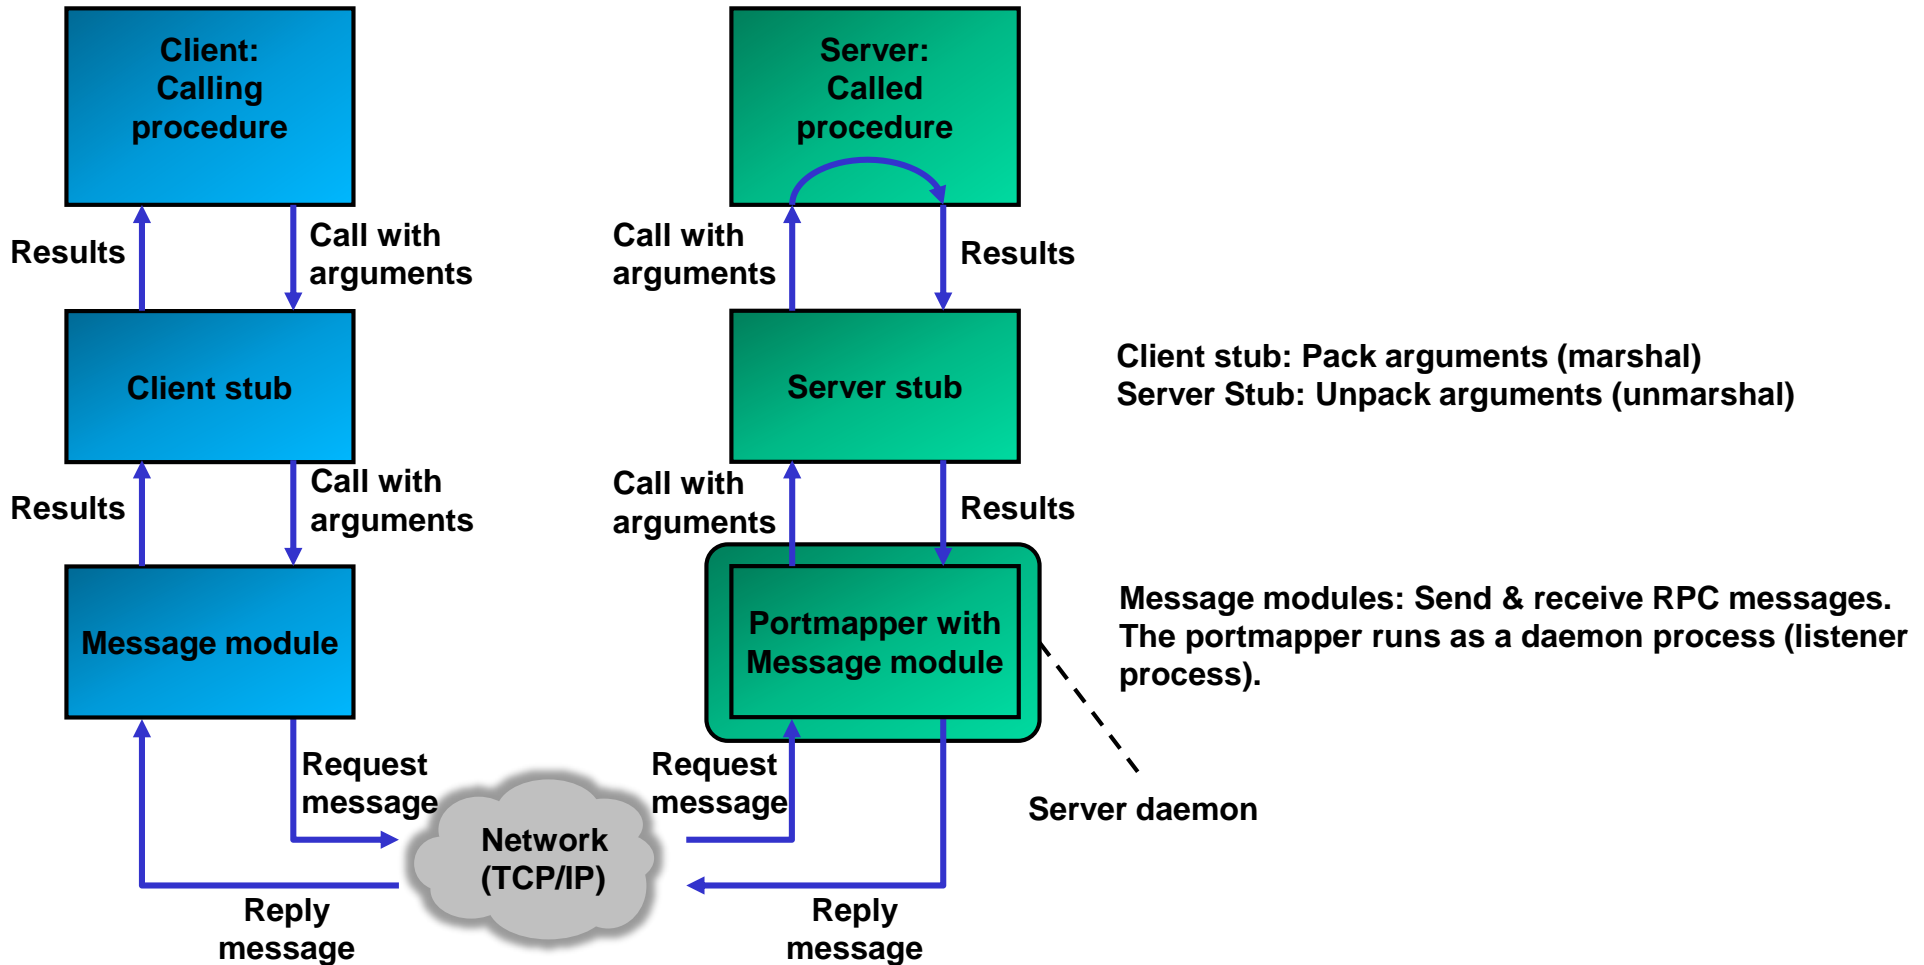 Client:
Calling
procedure
Server:
Called
procedure
Results
Call with
arguments
Call with
arguments
Results
Client stub
Server stub
Client stub: Pack arguments (marshal)
Server Stub: Unpack arguments (unmarshal)
Results
Call with
arguments
Call with
arguments
Results
Message module
Portmapper with
Message module
Message modules: Send & receive RPC messages.
The portmapper runs as a daemon process (listener
process).
Request
message
Request
message
Server daemon
Network
(TCP/IP)
Reply
message
Reply
message